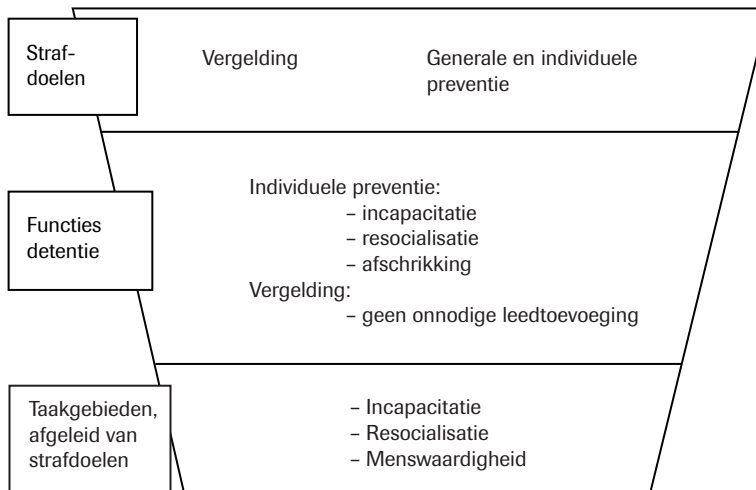 Straf-
doelen
Vergelding
Generale en individuele
preventie
Functies
detentie
Individuele preventie:
– incapacitatie
– resocialisatie
– afschrikking
Vergelding:
– geen onnodige leedtoevoeging
Taakgebieden,
afgeleid van
strafdoelen
– Incapacitatie
– Resocialisatie
– Menswaardigheid